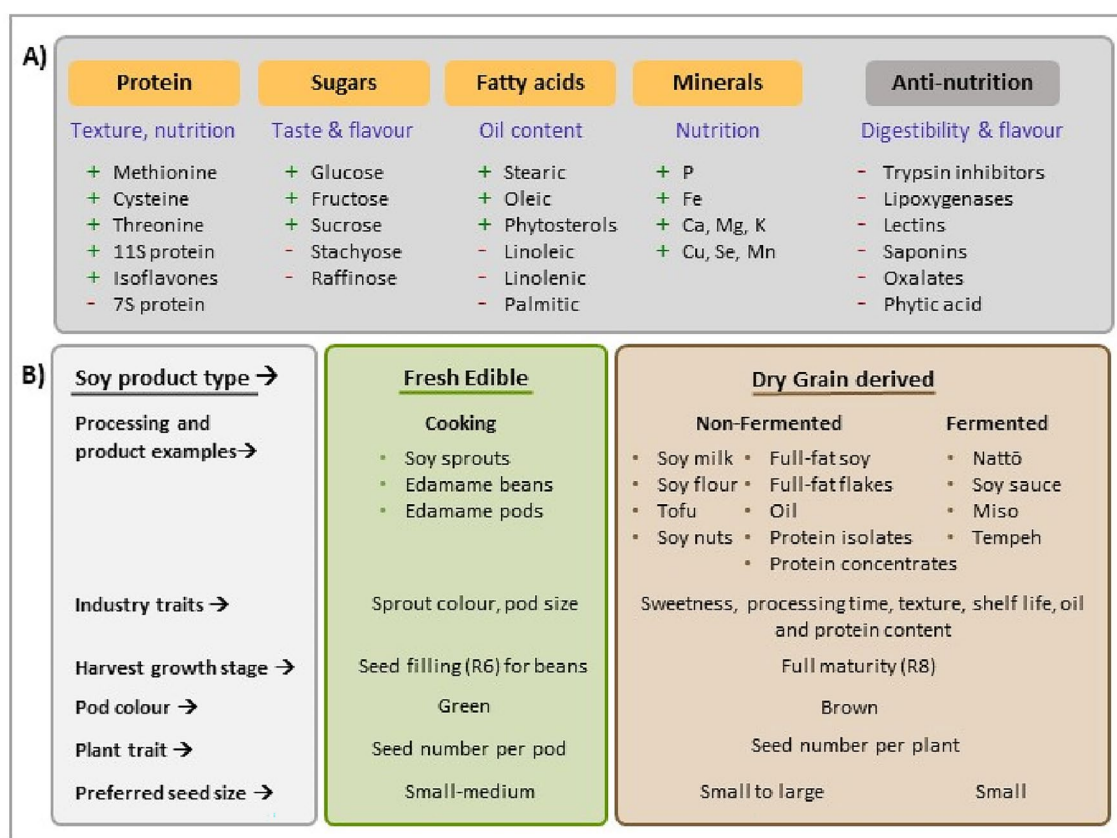 A)
Protein
Texture, nutrition
+ Methionine
+ Cysteine
+ Threonine
+ 11S protein
+ Isoflavones
- 7S protein
Sugars
Taste & flavour
+ Glucose
+ Fructose
+ Sucrose
- Stachyose
- Raffinose
Fatty acids
Oil content
+ Stearic
+ Oleic
+ Phytosterols
- Linoleic
- Linolenic
- Palmitic
Minerals
Nutrition
+ P
+ Fe
+ Ca, Mg, K
+ Cu, Se, Mn
Anti-nutrition
Digestibility & flavour
- Trypsin inhibitors
- Lipoxygenases
- Lectins
- Saponins
- Oxalates
- Phytic acid
B)
Soy product type →
Fresh Edible
Dry Grain derived
Processing and
product examples→
Cooking
• Soy sprouts
• Edamame beans
• Edamame pods
Non-Fermented
• Soy milk
• Soy flour
• Tofu
• Soy nuts
• Full-fat soy
• Full-fat flakes
• Oil
• Protein isolates
• Protein concentrates
Fermented
• Nattō
• Soy sauce
• Miso
• Tempeh
Industry traits →
Sprout colour, pod size
Sweetness, processing time, texture, shelf life, oil
and protein content
Harvest growth stage →
Seed filling (R6) for beans
Full maturity (R8)
Pod colour →
Green
Brown
Plant trait →
Seed number per pod
Seed number per plant
Preferred seed size →
Small-medium
Small to large
Small